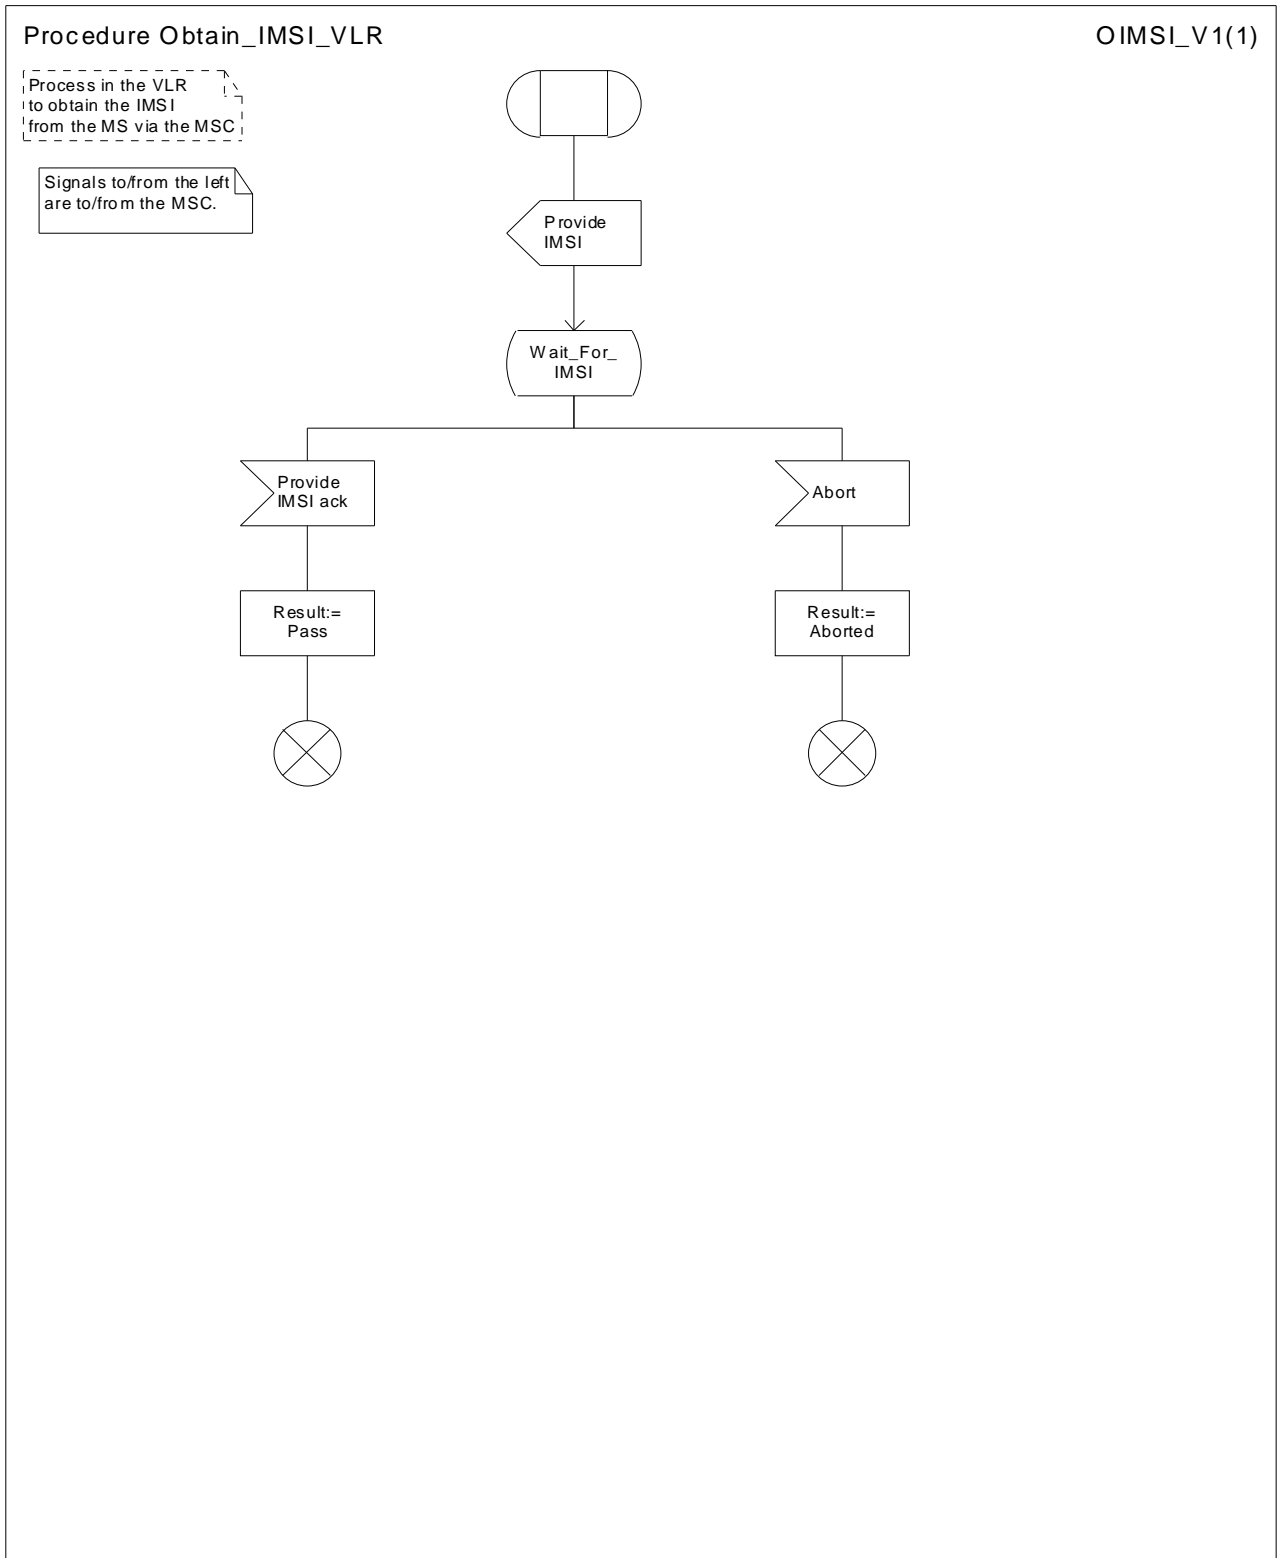 Procedure Obtain_IMSI_VLR
OIMSI_V1(1)
Process in the VLR
to obtain the IMSI
from the MS via the MSC
Signals to/from the left
are to/from the MSC.
Provide
IMSI
Wait_For_
IMSI
Provide
IMSI ack
Abort
Result:=
Pass
Result:=
Aborted